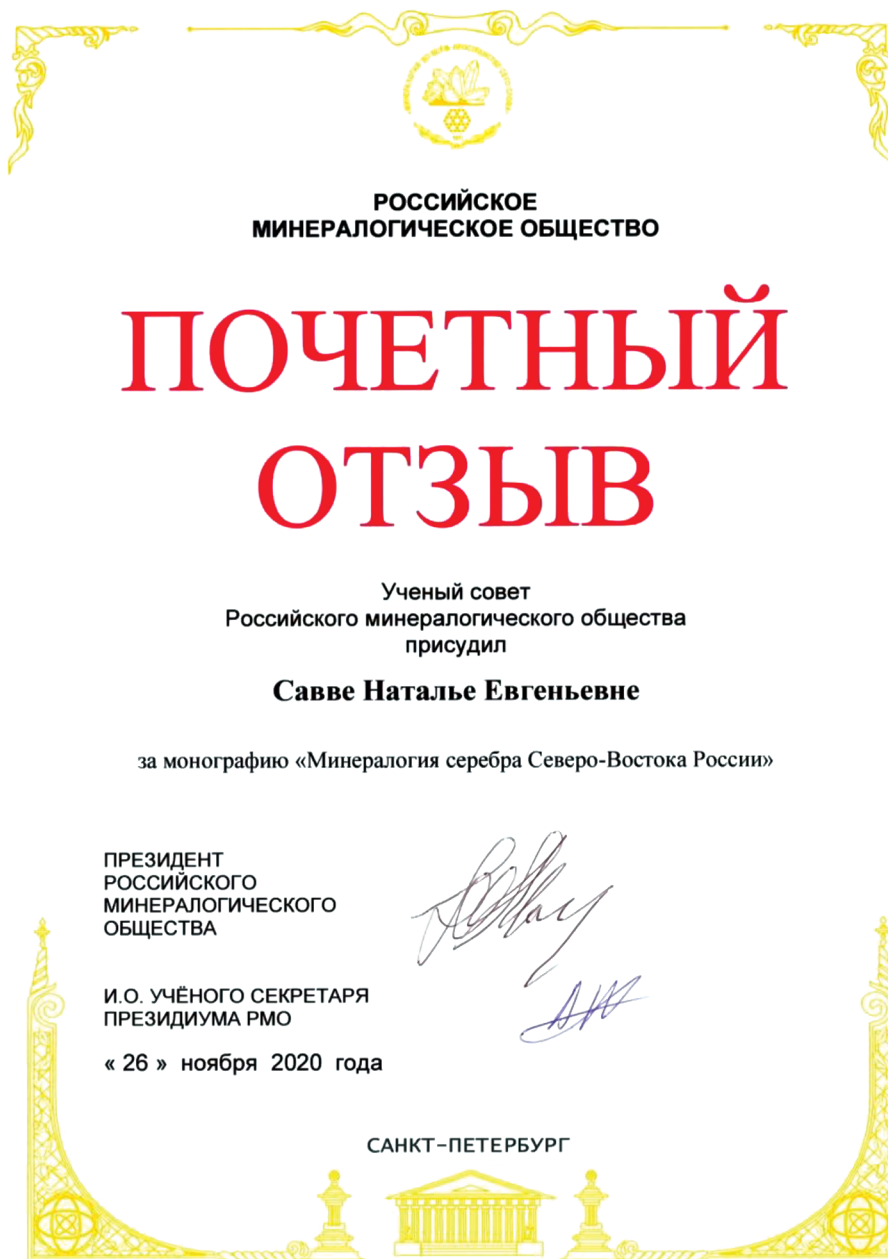 РОССИЙСКОЕ
МИНЕРАЛОГИЧЕСКОЕ ОБЩЕСТВО
ПОЧЕТНЫЙ
ОТЗЫВ
Ученый совет
Российского минералогического общества
присудил
Савве Наталье Евгеньевне
за монографию «Минералогия серебра Северо-Востока России»
ПРЕЗИДЕНТ
РОССИЙСКОГО
МИНЕРАЛОГИЧЕСКОГО
ОБЩЕСТВА
И.О. УЧЁНОГО СЕКРЕТАРЯ
ПРЕЗИДИУМА РМО
« 26 » ноября 2020 года
САНКТ-ПЕТЕРБУРГ